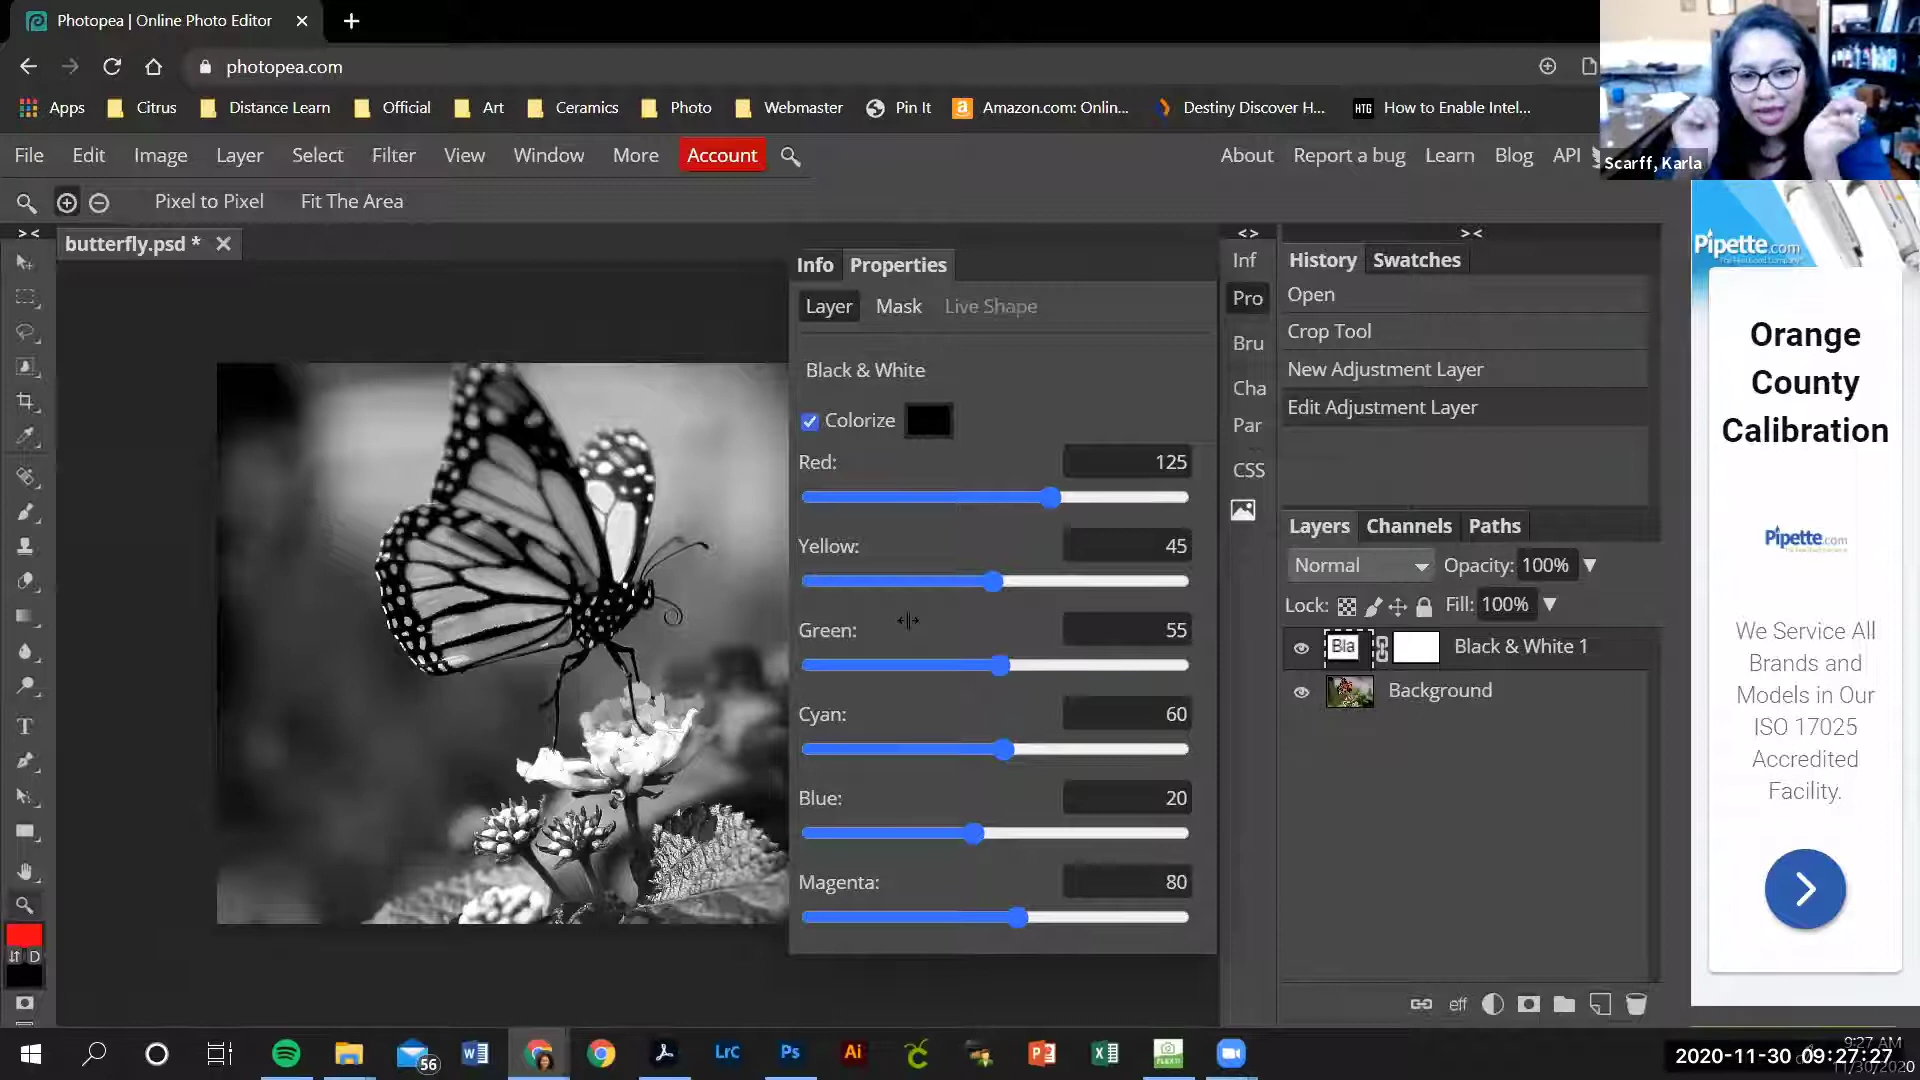 Photopea | Online Photo Editor
photopea.com
Apps Citrus Distance Learn Official Art Ceramics Photo Webmaster Pin It Amazon.com: Onlin... Destiny Discover H... HTG How to Enable Intel...
Scarff, Karla
File Edit Image Layer Select Filter View Window More Account About Report a bug Learn Blog API
Pixel to Pixel Fit The Area
butterfly.psd *
Info Properties
Layer Mask Live Shape
Black & White
Colorize
Red: 125
Yellow: 45
Green: 55
Cyan: 60
Blue: 20
Magenta: 80
Inf
Pro
Bru
Cha
Par
CSS
History Swatches
Open
Crop Tool
New Adjustment Layer
Edit Adjustment Layer
Layers Channels Paths
Normal Opacity: 100%
Lock: Fill: 100%
Bla Black & White 1
Background
eff
T
D
Pipette.com
Orange
County
Calibration
Pipette.com
We Service All
Brands and
Models in Our
ISO 17025
Accredited
Facility.
56 LrC Ps Ai
9:27 AM
11/30/2020
2020-11-30 09:27:27